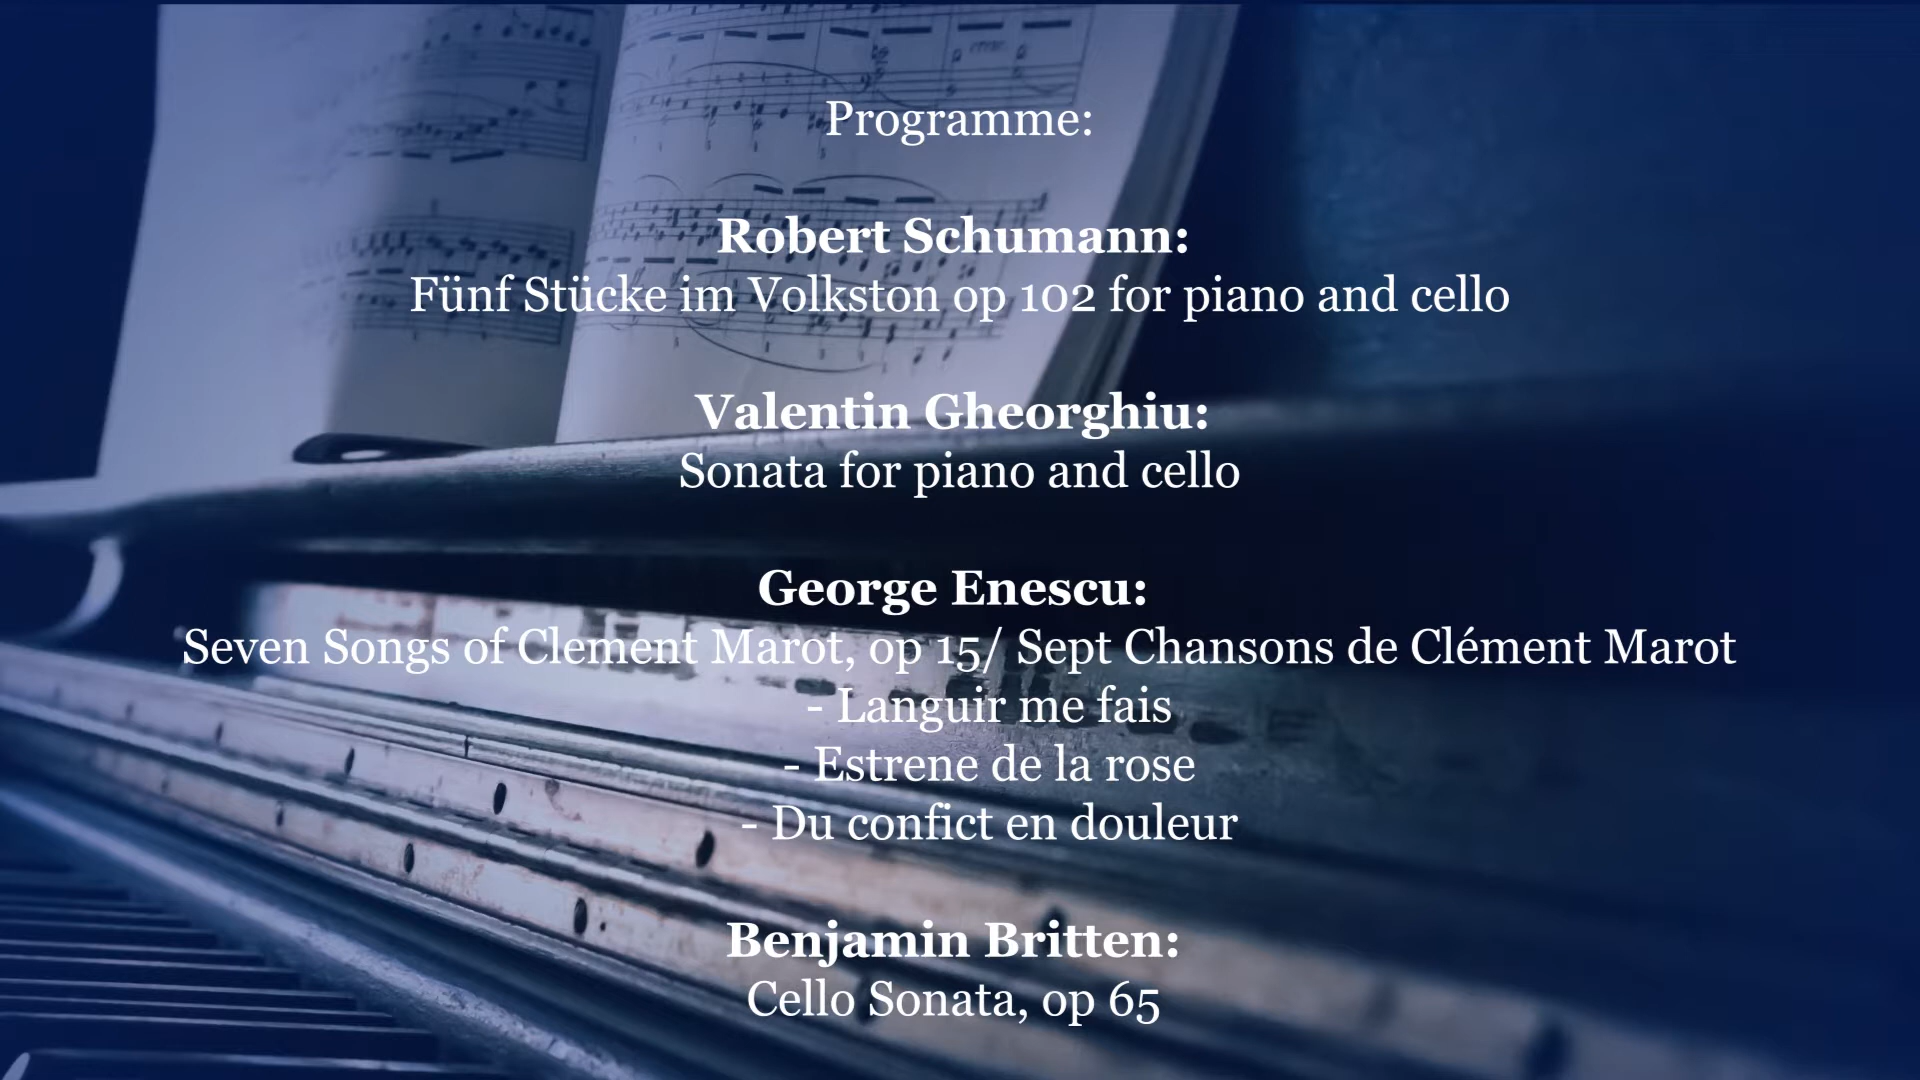 Programme:
Robert Schumann:
Fünf Stücke im Volkston op 102 for piano and cello
Valentin Gheorghiu:
Sonata for piano and cello
George Enescu:
Seven Songs of Clement Marot, op 15/ Sept Chansons de Clément Marot
- Languir me fais
- Estrene de la rose
- Du confict en douleur
Benjamin Britten:
Cello Sonata, op 65